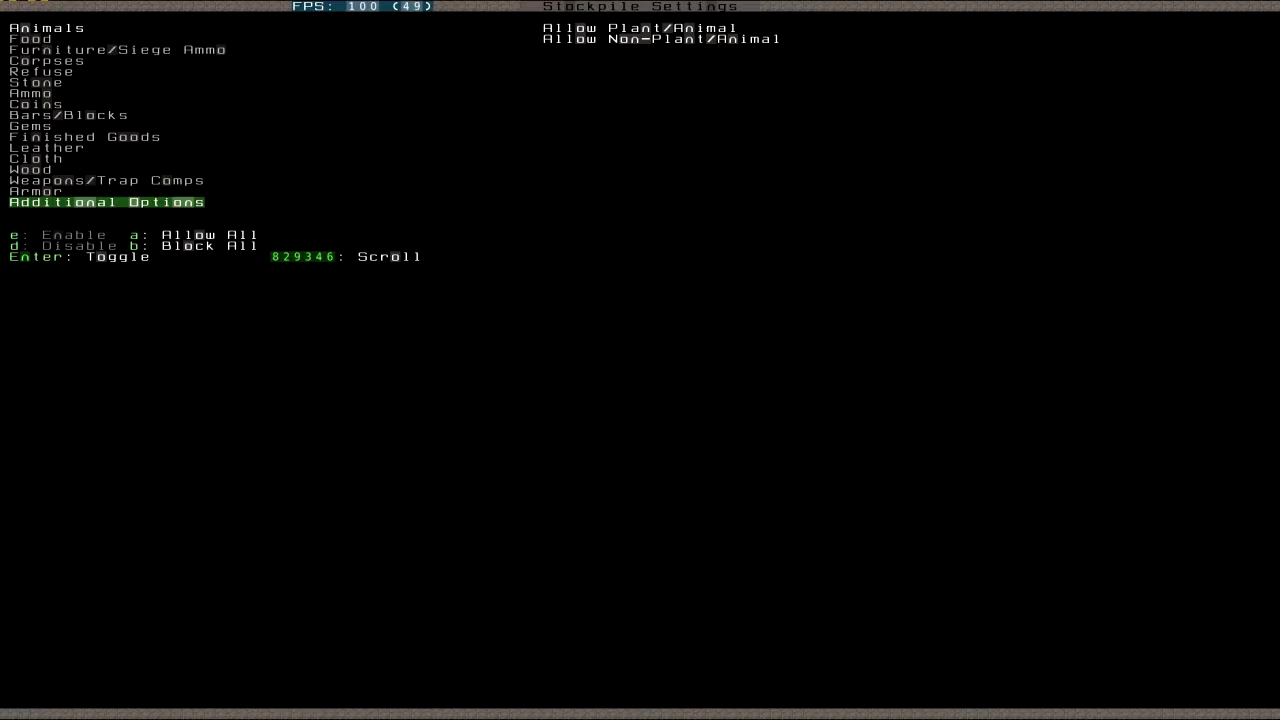 FPS: 100 (49) Stockpile Settings
Animals Allow Plant/Animal
Food Allow Non-Plant/Animal
Furniture/Siege Ammo
Corpses
Refuse
Stone
Ammo
Coins
Bars/Blocks
Gems
Finished Goods
Leather
Cloth
Wood
Weapons/Trap Comps
Armor
Additional Options
e: Enable a: Allow All
d: Disable b: Block All
Enter: Toggle 829346: Scroll